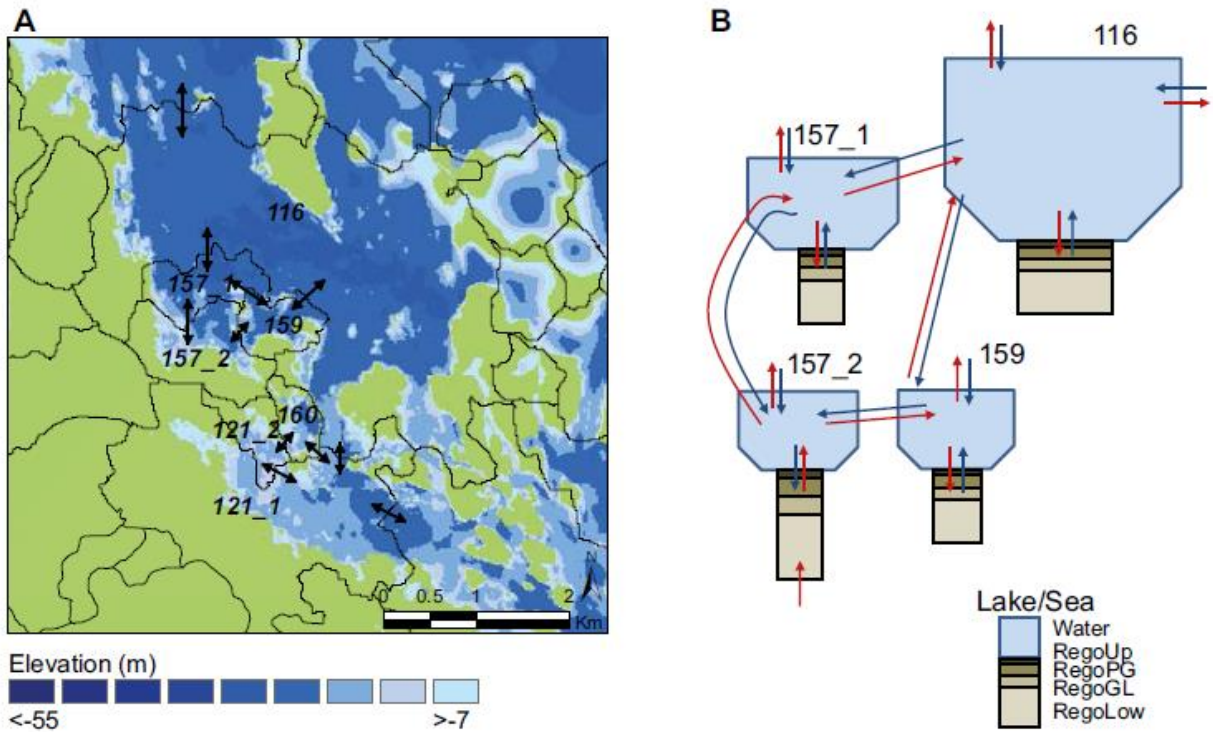 A
116
157_1
159
157_2
160
121_2
121_1
N
0 0.5 1 2
Km
Elevation (m)
<-55 >-7
B
116
157_1
157_2 159
Lake/Sea
Water
RegoUp
RegoPG
RegoGL
RegoLow